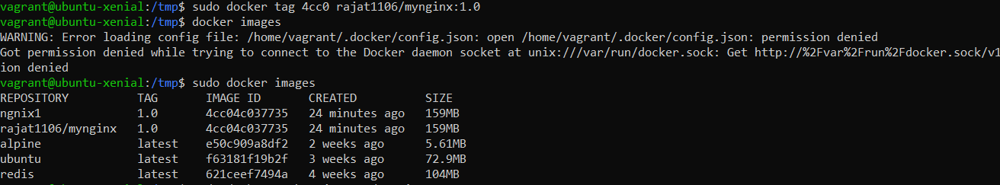 vagrant@ubuntu-xenial:/tmp$ sudo docker tag 4cc0 rajat1106/mynginx:1.0
vagrant@ubuntu-xenial:/tmp$ docker images
WARNING: Error loading config file: /home/vagrant/.docker/config.json: open /home/vagrant/.docker/config.json: permission denied
Got permission denied while trying to connect to the Docker daemon socket at unix:///var/run/docker.sock: Get http://%2Fvar%2Frun%2Fdocker.sock/v1
ion denied
vagrant@ubuntu-xenial:/tmp$ sudo docker images
REPOSITORY TAG IMAGE ID CREATED SIZE
ngnix1 1.0 4cc04c037735 24 minutes ago 159MB
rajat1106/mynginx 1.0 4cc04c037735 24 minutes ago 159MB
alpine latest e50c909a8df2 2 weeks ago 5.61MB
ubuntu latest f63181f19b2f 3 weeks ago 72.9MB
redis latest 621ceef7494a 4 weeks ago 104MB